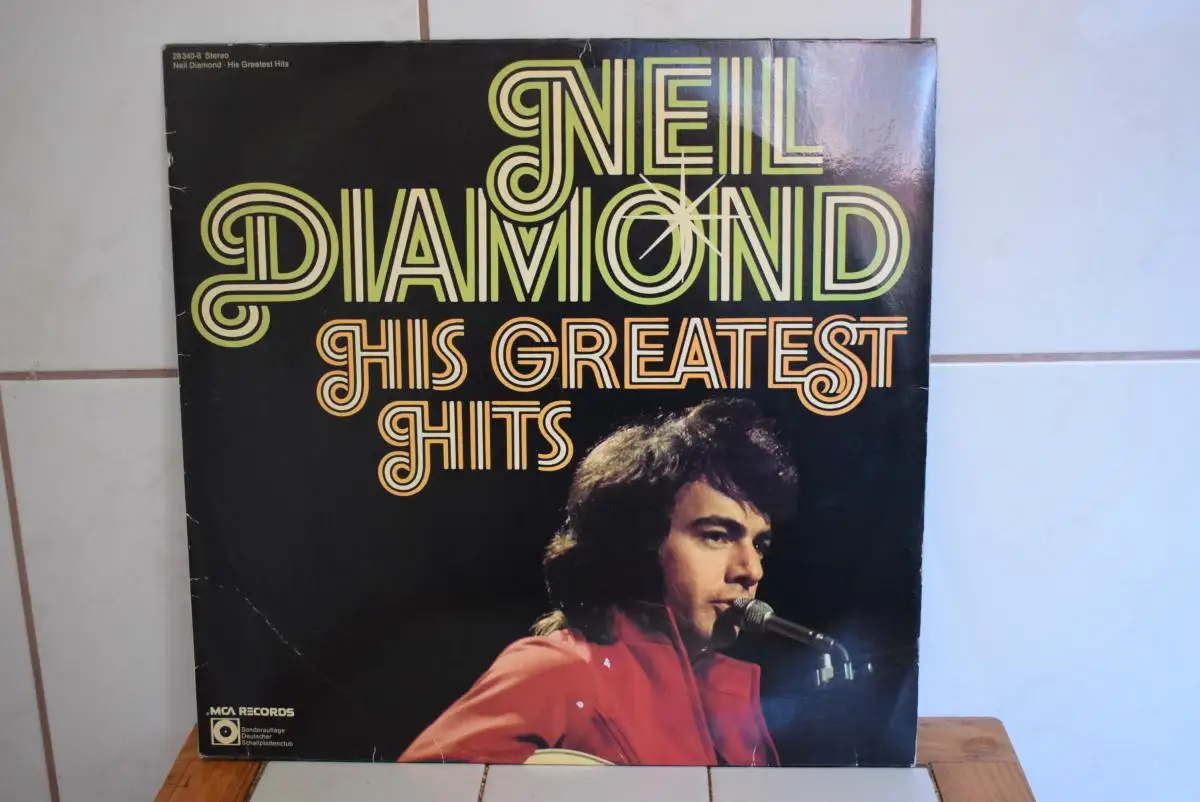 28 340-8 Stereo
Neil Diamond · His Greatest Hits
NEIL
DIAMOND
HIS GREATEST
HITS
MCA RECORDS
Sonderauflage
Deutscher
Schallplattenclub